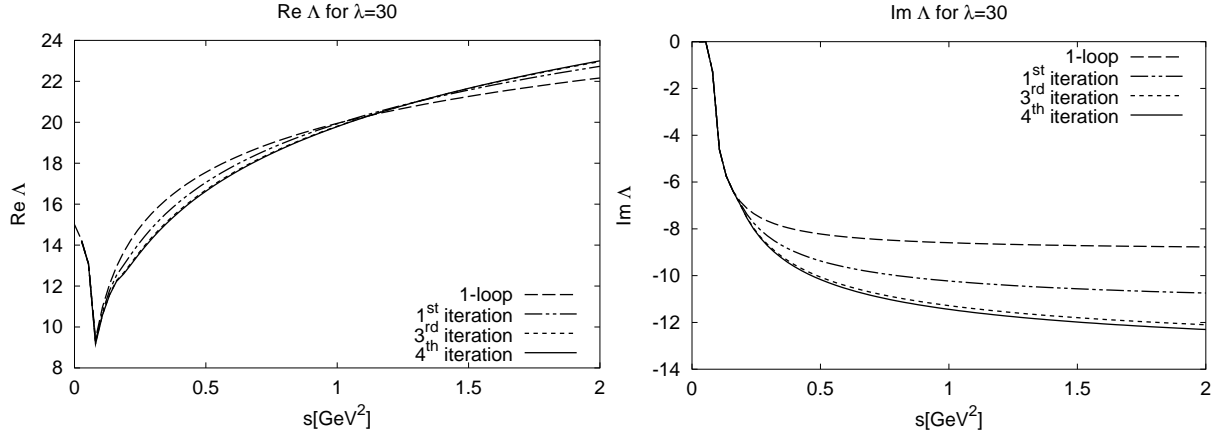 Re Λ for λ=30
Re Λ
24
22
20
18
16
14
12
10
8
1-loop
1st iteration
3rd iteration
4th iteration
0
0.5
1
1.5
2
s[GeV2]
Im Λ for λ=30
Im Λ
0
-2
-4
-6
-8
-10
-12
-14
1-loop
1st iteration
3rd iteration
4th iteration
0
0.5
1
1.5
2
s[GeV2]